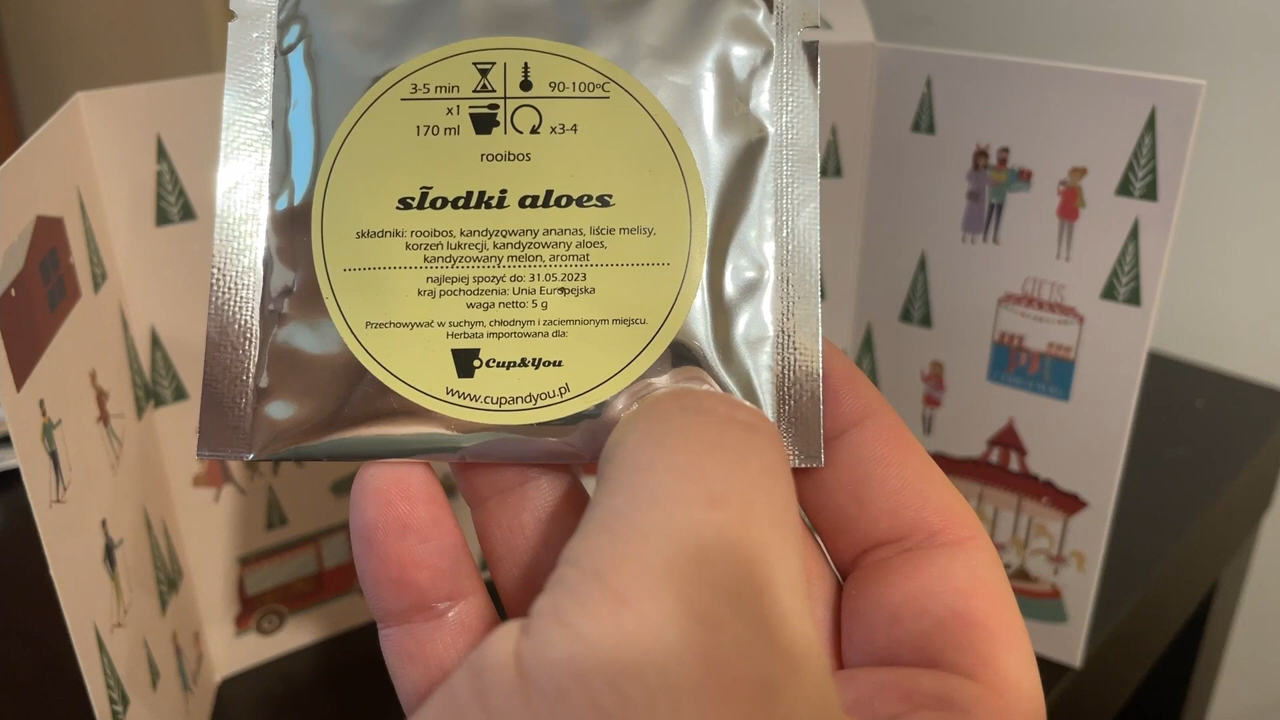 3-5 min
90-100ºC
x1
170 ml
x3-4
rooibos
słodki aloes
składniki: rooibos, kandyzowany ananas, liście melisy,
korzeń lukrecji, kandyzowany aloes,
kandyzowany melon, aromat
najlepiej spożyć do: 31.05.2023
kraj pochodzenia: Unia Europejska
waga netto: 5 g
Przechowywać w suchym, chłodnym i zaciemnionym miejscu.
Herbata importowana dla:
Cup&You
www.cupandyou.pl